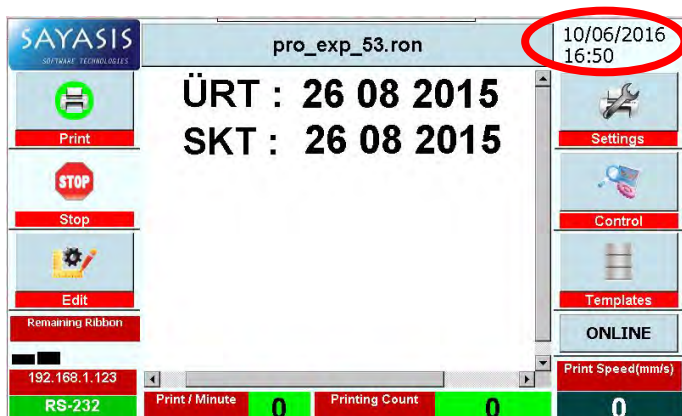 SAYASIS
SOFTWARE TECHNOLOGIES
pro_exp_53.ron
10/06/2016
16:50
Print
ÜRT : 26 08 2015
SKT : 26 08 2015
Settings
STOP
Stop
Control
Edit
Templates
Remaining Ribbon
ONLINE
192.168.1.123
Print Speed(mm/s)
RS-232
Print / Minute
0
Printing Count
0
0